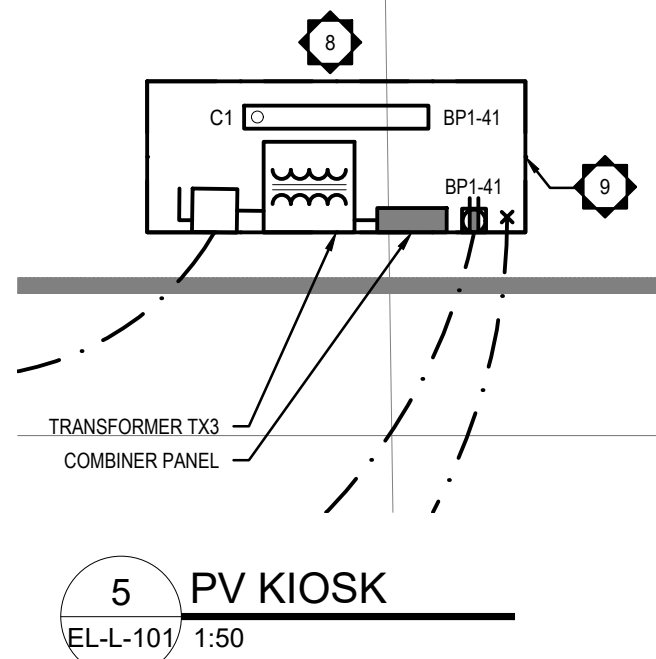 8
C1 BP1-41
BP1-41
9
TRANSFORMER TX3
COMBINER PANEL
5 PV KIOSK
EL-L-101 1:50